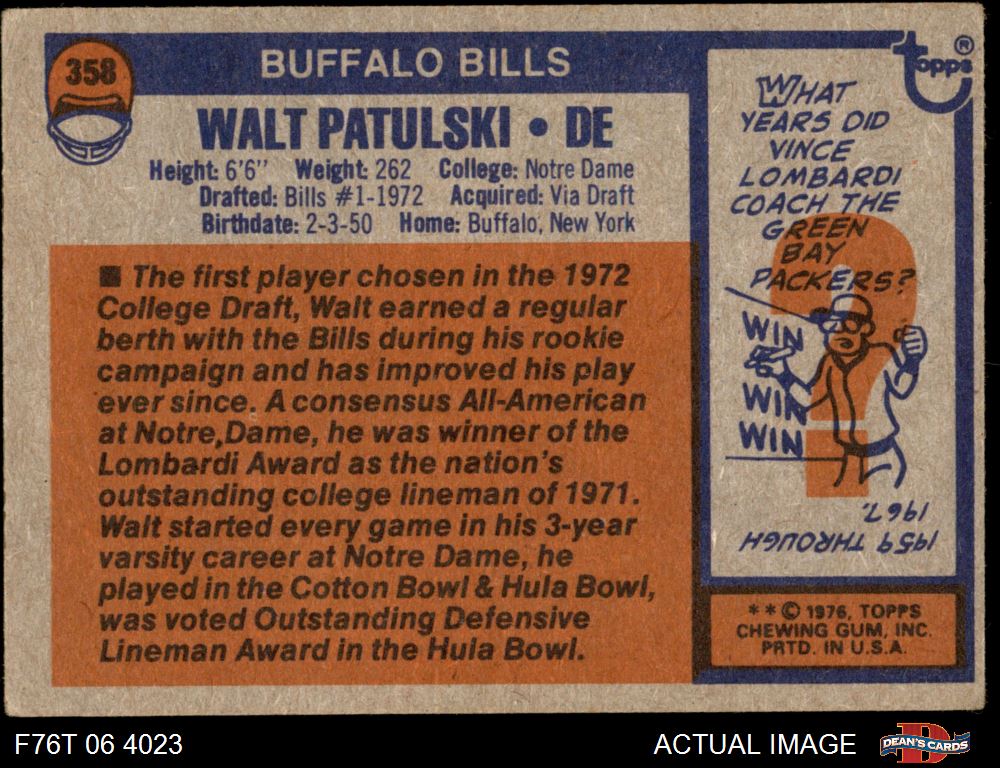 358
BUFFALO BILLS
WALT PATULSKI • DE
Height: 6'6" Weight: 262 College: Notre Dame
Drafted: Bills #1-1972 Acquired: Via Draft
Birthdate: 2-3-50 Home: Buffalo, New York
■ The first player chosen in the 1972
College Draft, Walt earned a regular
berth with the Bills during his rookie
campaign and has improved his play
ever since. A consensus All-American
at Notre Dame, he was winner of the
Lombardi Award as the nation's
outstanding college lineman of 1971.
Walt started every game in his 3-year
varsity career at Notre Dame, he
played in the Cotton Bowl & Hula Bowl,
was voted Outstanding Defensive
Lineman Award in the Hula Bowl.
topps®
WHAT
YEARS DID
VINCE
LOMBARDI
COACH THE
GREEN
BAY
PACKERS?
WIN
WIN
WIN
1959 THROUGH
1967.
**© 1976, TOPPS
CHEWING GUM, INC.
PRTD. IN U.S.A.
F76T 06 4023
ACTUAL IMAGE
DEAN'S CARDS